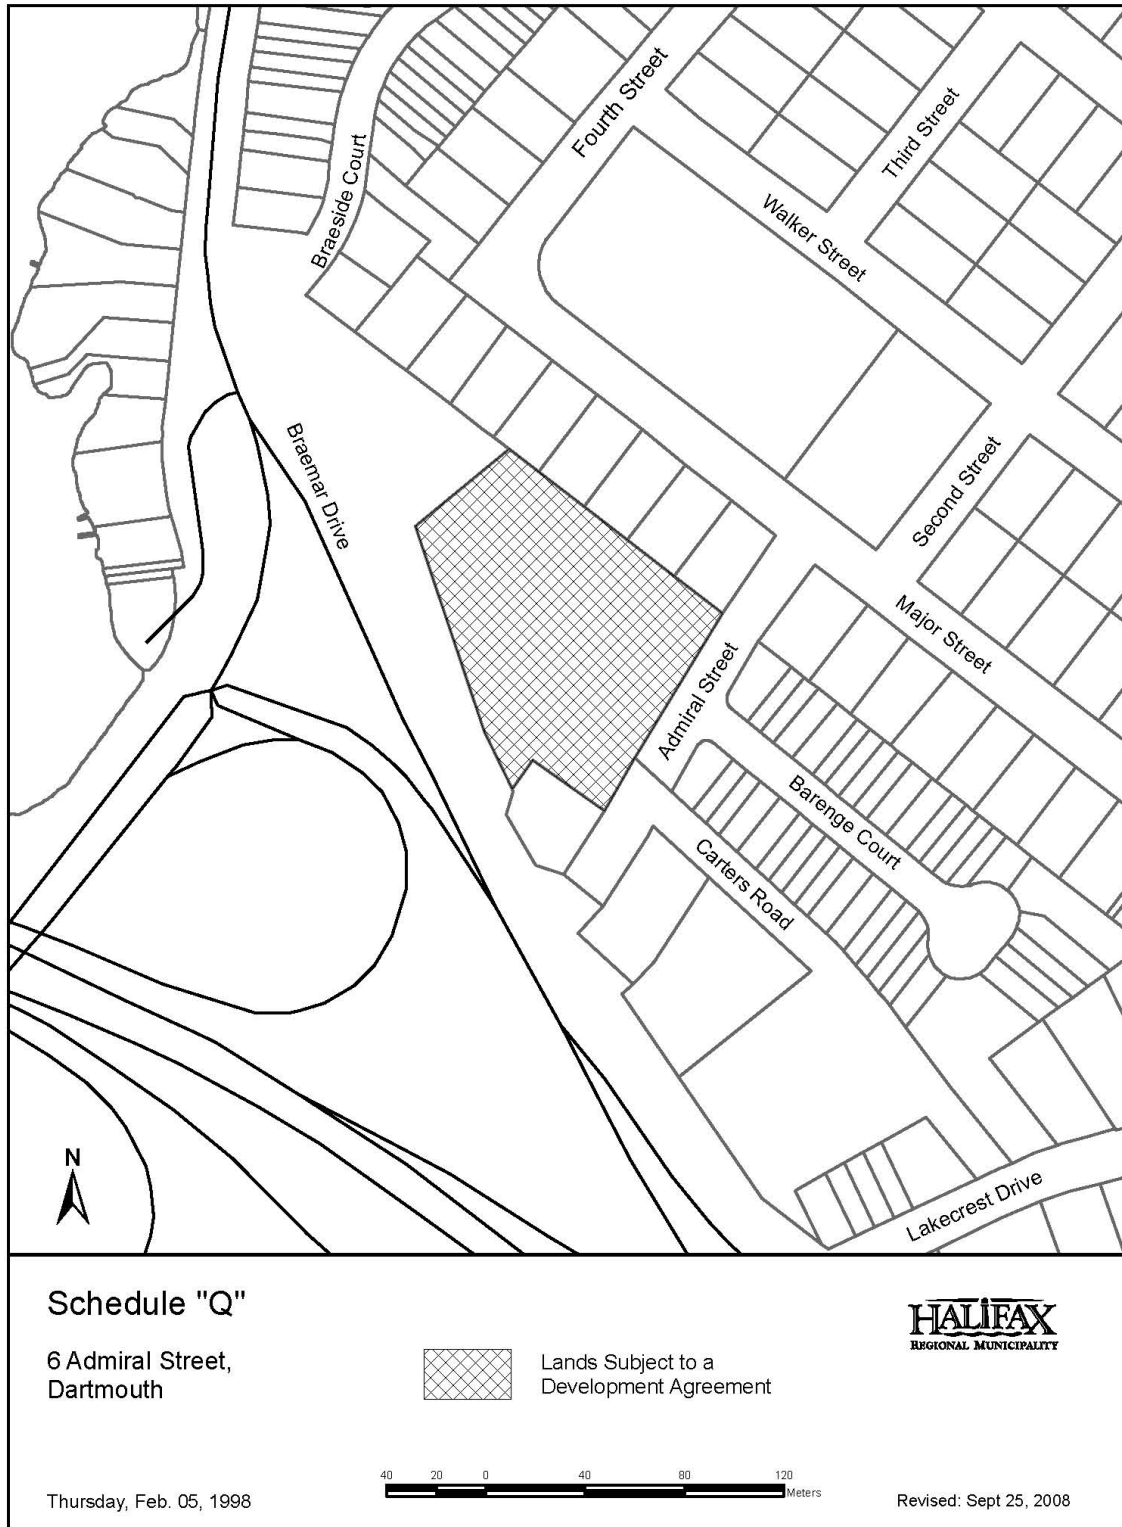 Fourth Street
Third Street
Walker Street
Braeside Court
Braemar Drive
Second Street
Major Street
Admiral Street
Barenge Court
Carters Road
Lakecrest Drive
N
Schedule "Q"
6 Admiral Street,
Dartmouth
Lands Subject to a
Development Agreement
HALIFAX
REGIONAL MUNICIPALITY
40 20 0 40 80 120
Meters
Thursday, Feb. 05, 1998
Revised: Sept 25, 2008